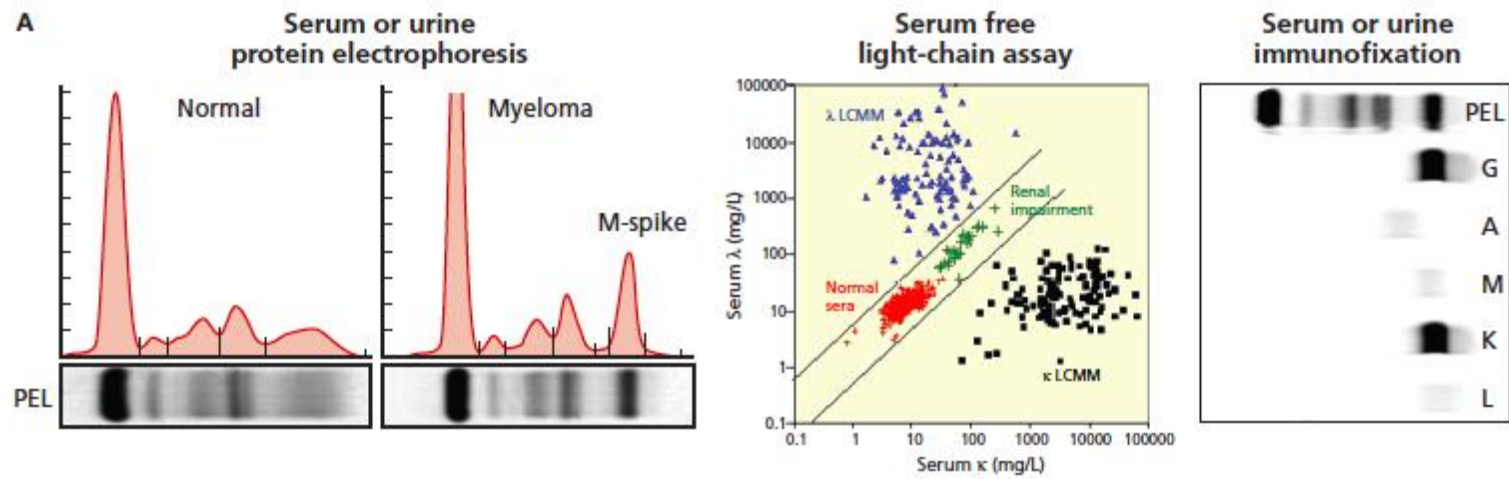 A
Serum or urine
protein electrophoresis
Normal
Myeloma
M-spike
PEL
Serum free
light-chain assay
100000
10000
1000
100
10
1
0.1
Serum λ (mg/L)
λ LCMM
Renal
impairment
Normal
sera
κ LCMM
0.1
1
10
100
1000
10000
100000
Serum κ (mg/L)
Serum or urine
immunofixation
PEL
G
A
M
K
L